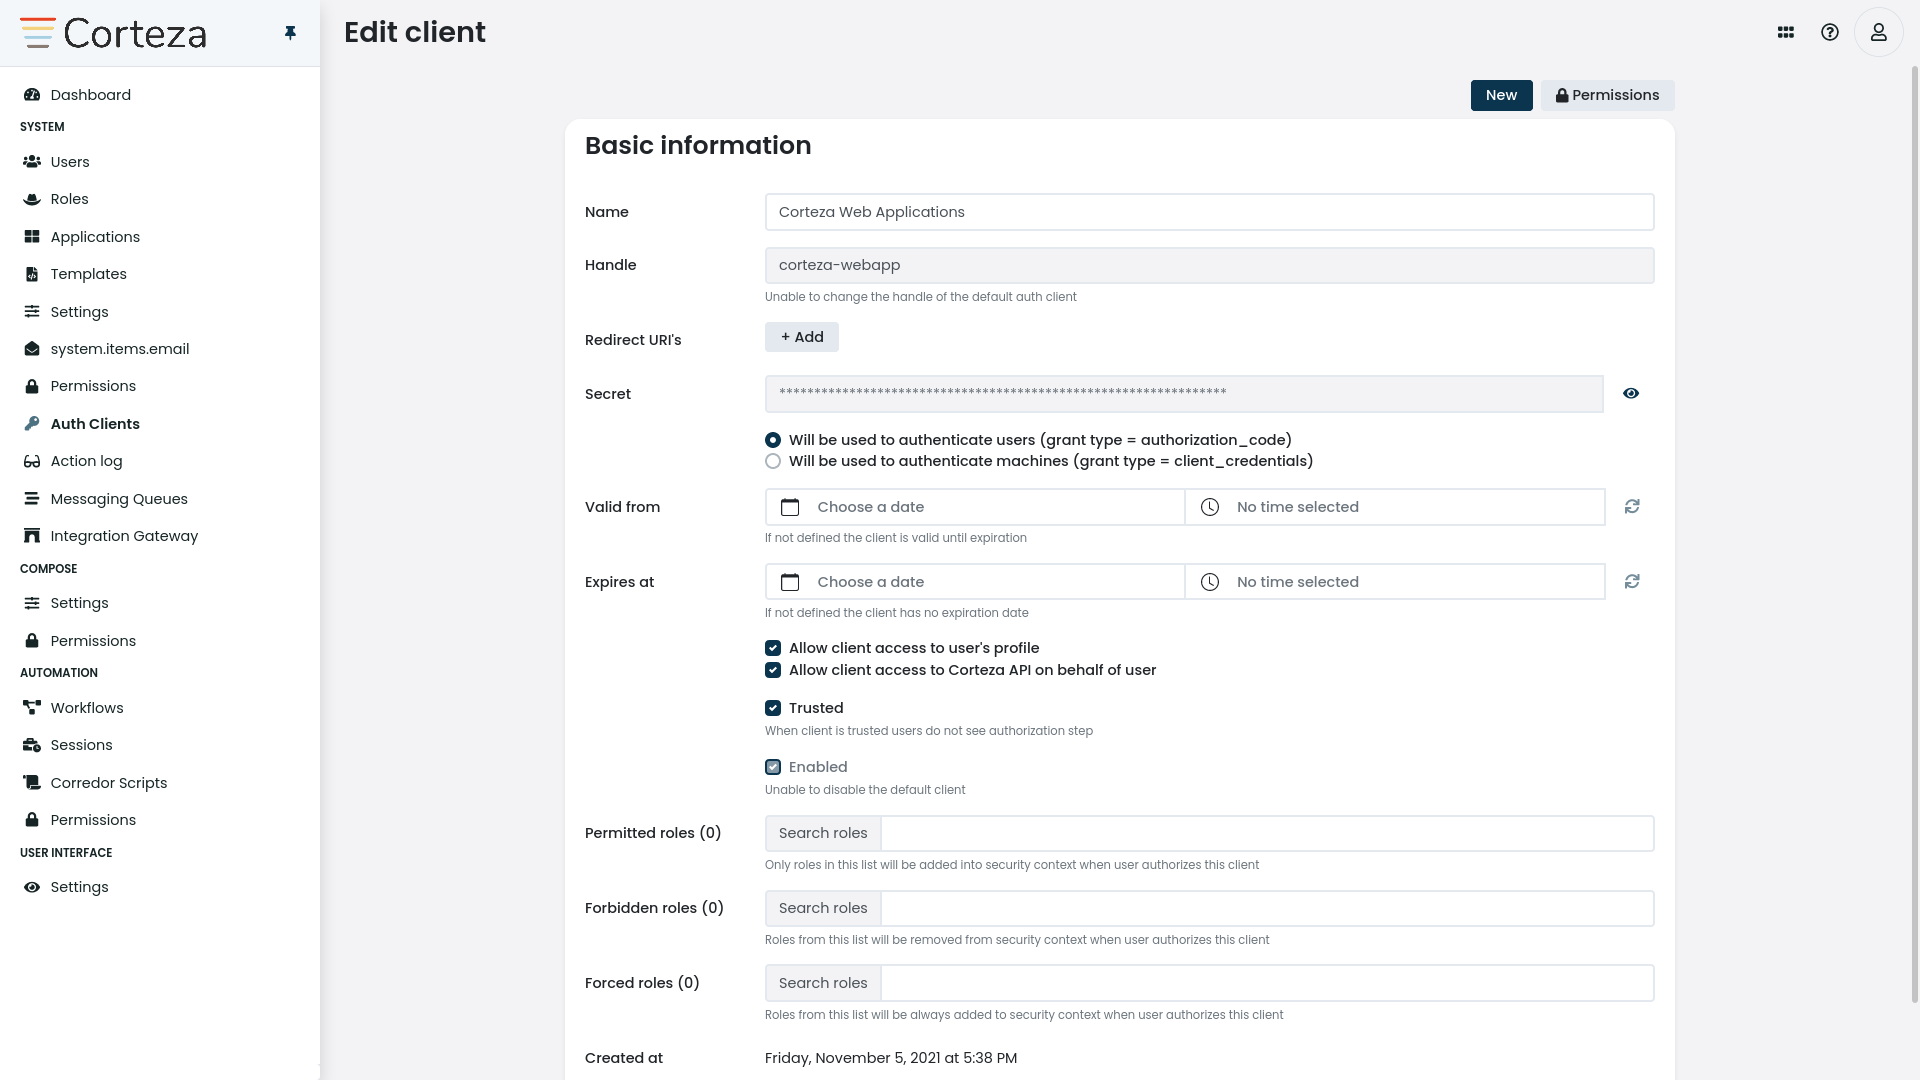 Corteza
Edit client
Dashboard
SYSTEM
Users
Roles
Applications
Templates
Settings
system.items.email
Permissions
Auth Clients
Action log
Messaging Queues
Integration Gateway
COMPOSE
Settings
Permissions
AUTOMATION
Workflows
Sessions
Corredor Scripts
Permissions
USER INTERFACE
Settings
New
Permissions
Basic information
Name
Corteza Web Applications
Handle
corteza-webapp
Unable to change the handle of the default auth client
Redirect URI's
+ Add
Secret
****************************************************************
Will be used to authenticate users (grant type = authorization_code)
Will be used to authenticate machines (grant type = client_credentials)
Valid from
Choose a date
No time selected
If not defined the client is valid until expiration
Expires at
Choose a date
No time selected
If not defined the client has no expiration date
Allow client access to user's profile
Allow client access to Corteza API on behalf of user
Trusted
When client is trusted users do not see authorization step
Enabled
Unable to disable the default client
Permitted roles (0)
Search roles
Only roles in this list will be added into security context when user authorizes this client
Forbidden roles (0)
Search roles
Roles from this list will be removed from security context when user authorizes this client
Forced roles (0)
Search roles
Roles from this list will be always added to security context when user authorizes this client
Created at
Friday, November 5, 2021 at 5:38 PM